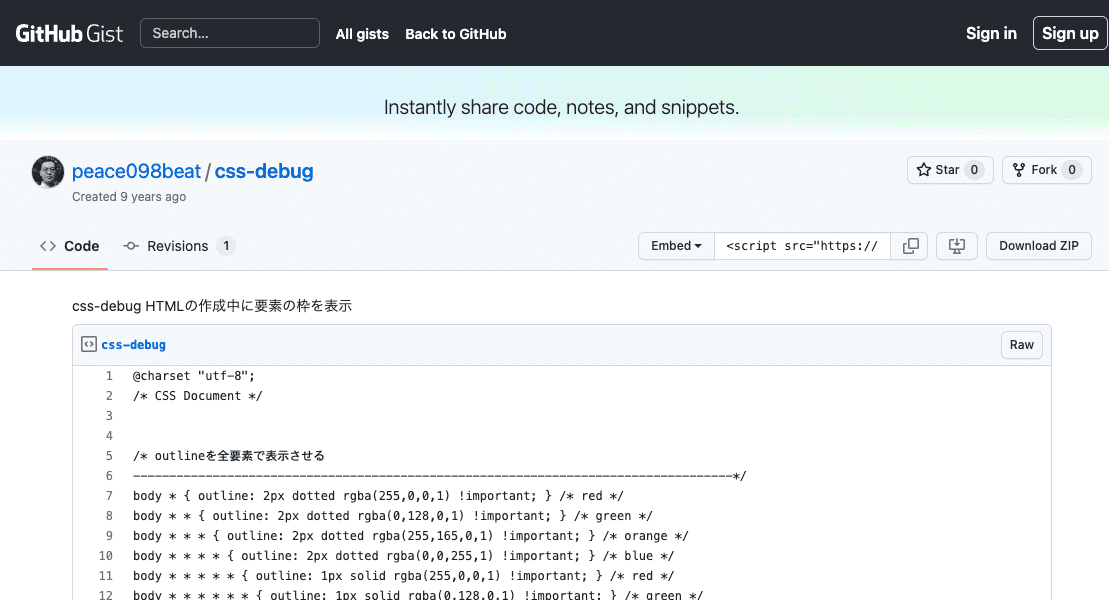 GitHub Gist Search... All gists Back to GitHub Sign in Sign up
Instantly share code, notes, and snippets.
peace098beat / css-debug Star 0 Fork 0
Created 9 years ago
Code Revisions 1 Embed <script src="https:// Download ZIP
css-debug HTMLの作成中に要素の枠を表示
css-debug Raw
1 @charset "utf-8";
2 /* CSS Document */
3
4
5 /* outlineを全要素で表示させる
6 -----------------------------------------------------------------------------------*/
7 body * { outline: 2px dotted rgba(255,0,0,1) !important; } /* red */
8 body * * { outline: 2px dotted rgba(0,128,0,1) !important; } /* green */
9 body * * * { outline: 2px dotted rgba(255,165,0,1) !important; } /* orange */
10 body * * * * { outline: 2px dotted rgba(0,0,255,1) !important; } /* blue */
11 body * * * * * { outline: 1px solid rgba(255,0,0,1) !important; } /* red */
12 body * * * * * * { outline: 1px solid rgba(0,128,0,1) !important; } /* green */